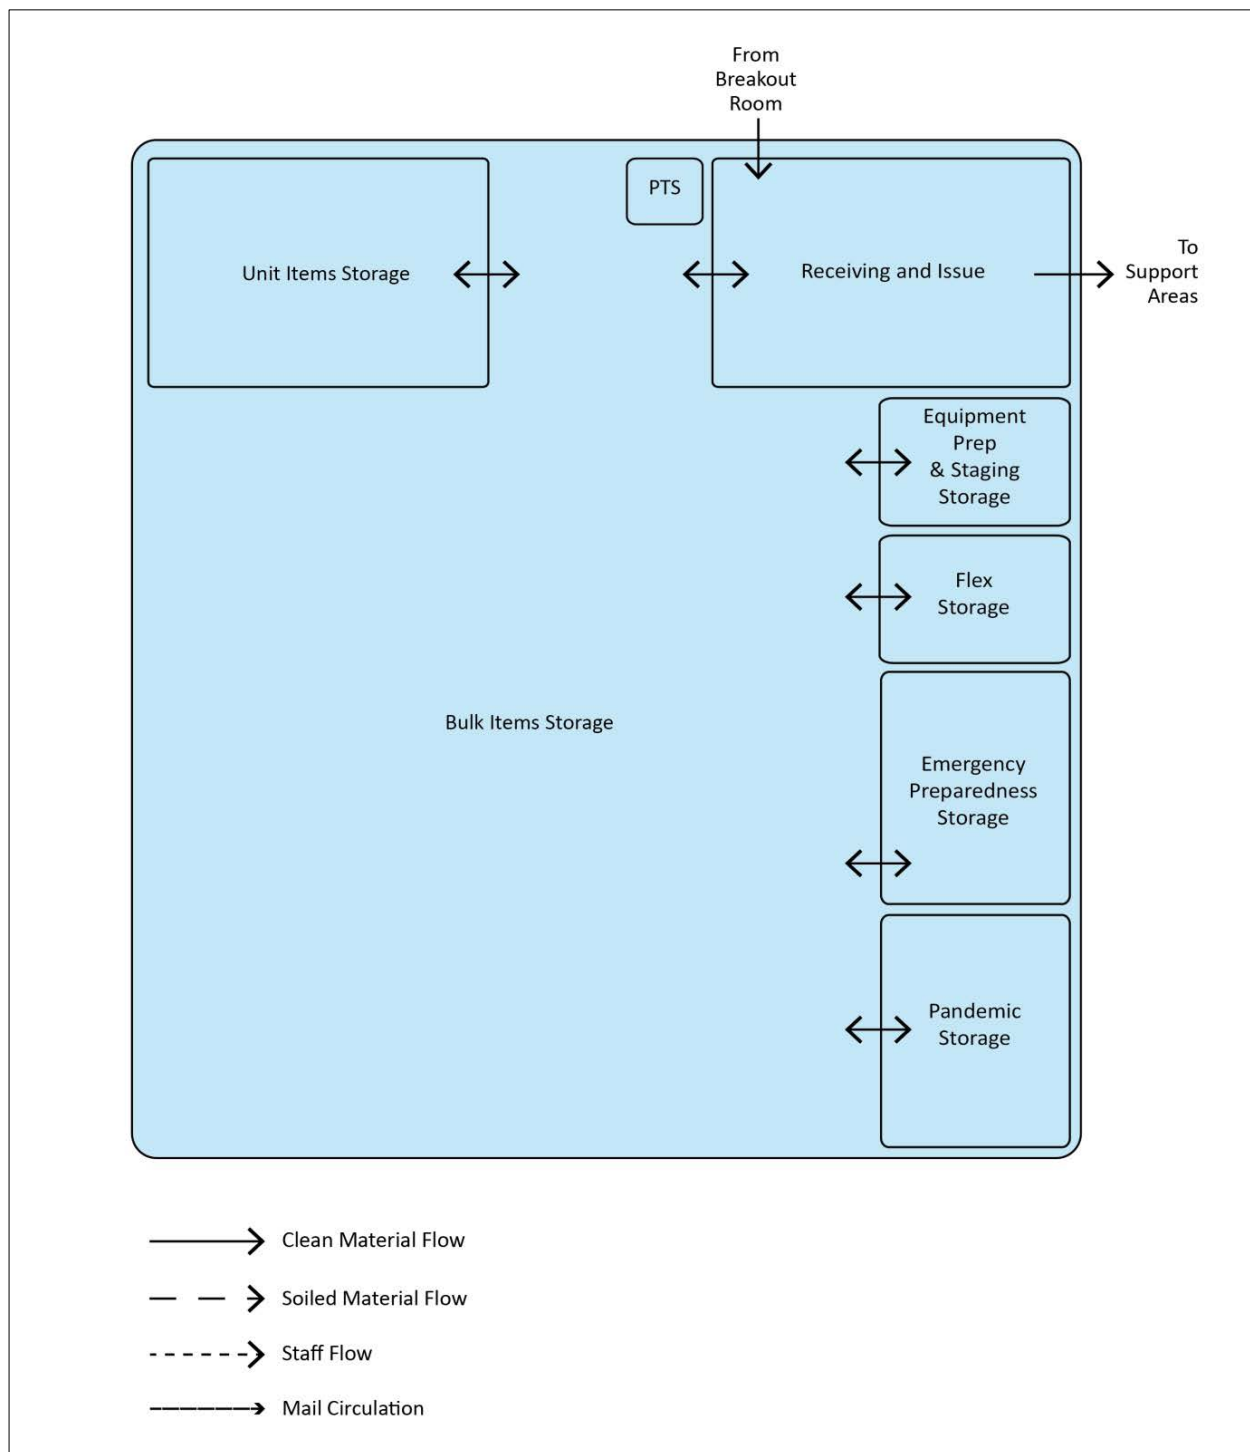 From
Breakout
Room
PTS
Unit Items Storage
Receiving and Issue
To
Support
Areas
Equipment
Prep
& Staging
Storage
Flex
Storage
Bulk Items Storage
Emergency
Preparedness
Storage
Pandemic
Storage
Clean Material Flow
Soiled Material Flow
Staff Flow
Mail Circulation